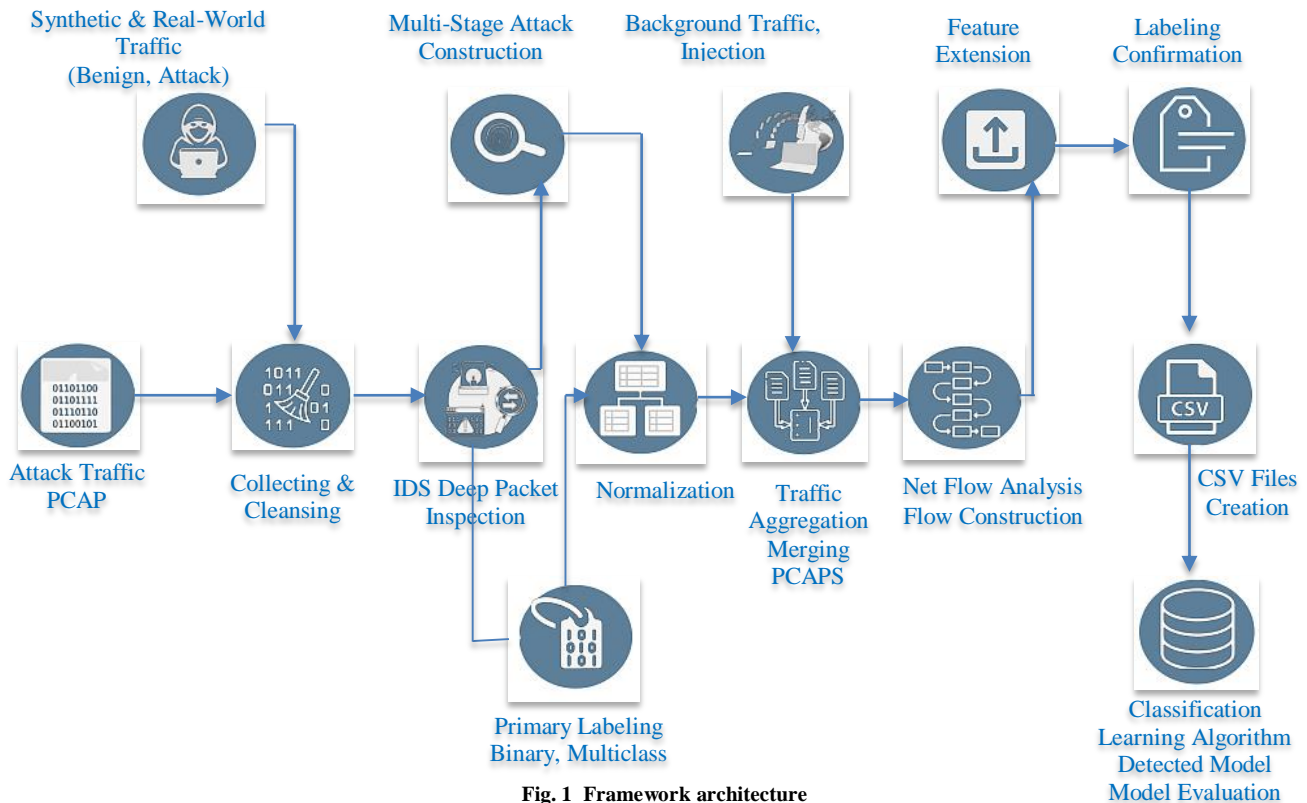 Synthetic & Real-World
Traffic
(Benign, Attack)
Multi-Stage Attack
Construction
Background Traffic,
Injection
Feature
Extension
Labeling
Confirmation
01101100
01101111
01110110
01100101
Attack Traffic
PCAP
1011
011 0
1 01
111 0
Collecting &
Cleansing
IDS Deep Packet
Inspection
Normalization
Traffic
Aggregation
Merging
PCAPS
Net Flow Analysis
Flow Construction
CSV
CSV Files
Creation
101
010
101
Primary Labeling
Binary, Multiclass
Classification
Learning Algorithm
Detected Model
Model Evaluation
Fig. 1 Framework architecture